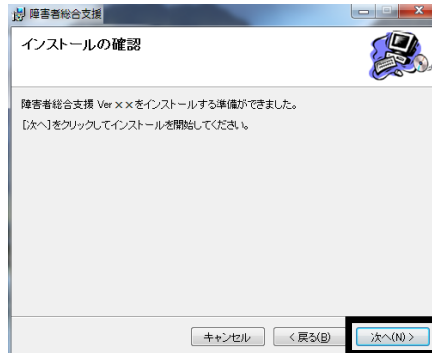 障害者総合支援
インストールの確認
障害者総合支援 Ver××をインストールする準備ができました。
[次へ]をクリックしてインストールを開始してください。
キャンセル
< 戻る(B)
次へ(N) >